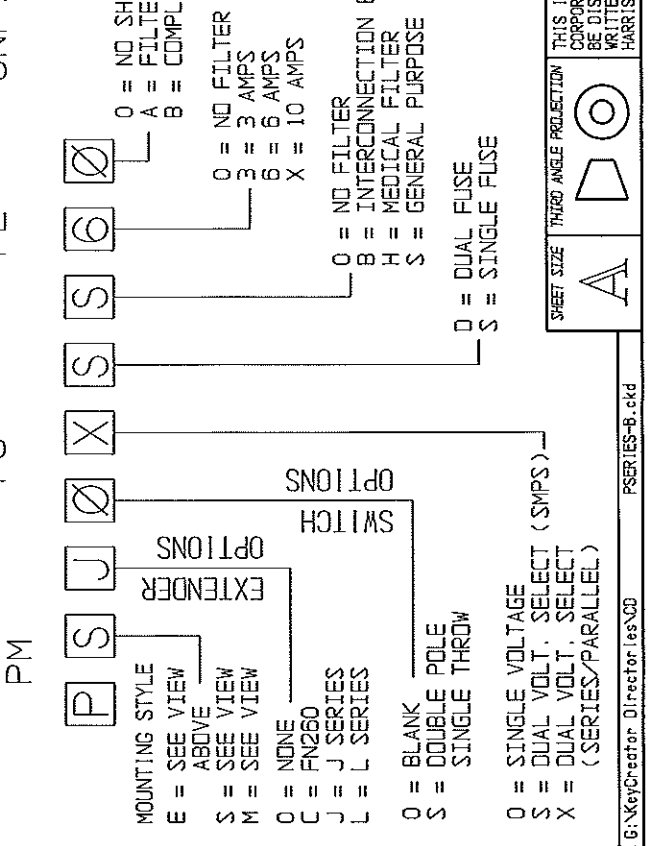 PM
P S J Ø X S S 6 Ø
MOUNTING STYLE
E = SEE VIEW
ABOVE
S = SEE VIEW
M = SEE VIEW
EXTENDER
OPTIONS
O = NONE
C = FN260
J = J SERIES
L = L SERIES
SWITCH
OPTIONS
O = BLANK
S = DOUBLE POLE
SINGLE THROW
O = SINGLE VOLTAGE
S = DUAL VOLT. SELECT (SMPS)
X = DUAL VOLT. SELECT
(SERIES/PARALLEL)
D = DUAL FUSE
S = SINGLE FUSE
O = NO FILTER
B = INTERCONNECTION
H = MEDICAL FILTER
S = GENERAL PURPOSE
O = NO FILTER
3 = 3 AMPS
6 = 6 AMPS
X = 10 AMPS
O = NO SH
A = FILTE
B = COMPL
G:\KeyCreator Directories\CD
PSERIES-B.ckd
SHEET SIZE
A
THIRD ANGLE PROJECTION
THIS I
CORPOR
BE DIS
WRITTE
HARRIS